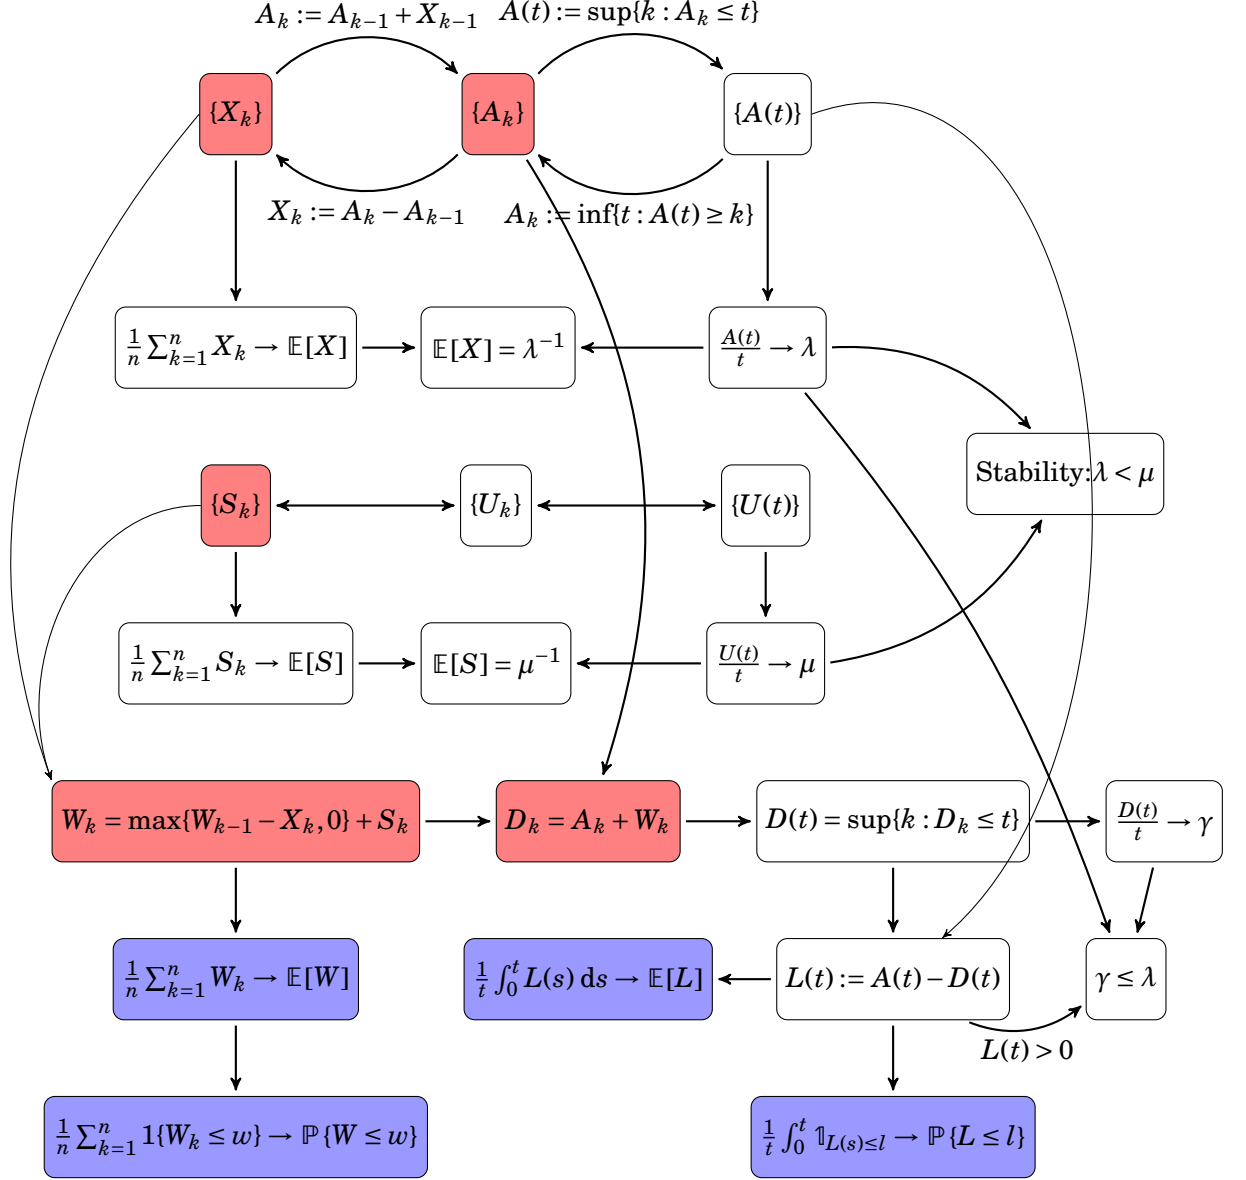 A_k := A_{k-1} + X_{k-1}
A(t) := sup{k : A_k ≤ t}
{X_k}
{A_k}
{A(t)}
X_k := A_k − A_{k-1}
A_k := inf{t : A(t) ≥ k}
1/n ∑_{k=1}^n X_k → 𝔼[X]
𝔼[X] = λ^{-1}
A(t)/t → λ
Stability: λ < μ
{S_k}
{U_k}
{U(t)}
1/n ∑_{k=1}^n S_k → 𝔼[S]
𝔼[S] = μ^{-1}
U(t)/t → μ
W_k = max{W_{k-1} − X_k, 0} + S_k
D_k = A_k + W_k
D(t) = sup{k : D_k ≤ t}
D(t)/t → γ
1/n ∑_{k=1}^n W_k → 𝔼[W]
1/t ∫_0^t L(s) ds → 𝔼[L]
L(t) := A(t) − D(t)
γ ≤ λ
L(t) > 0
1/n ∑_{k=1}^n 1{W_k ≤ w} → ℙ{W ≤ w}
1/t ∫_0^t 𝟙_{L(s)≤l} → ℙ{L ≤ l}